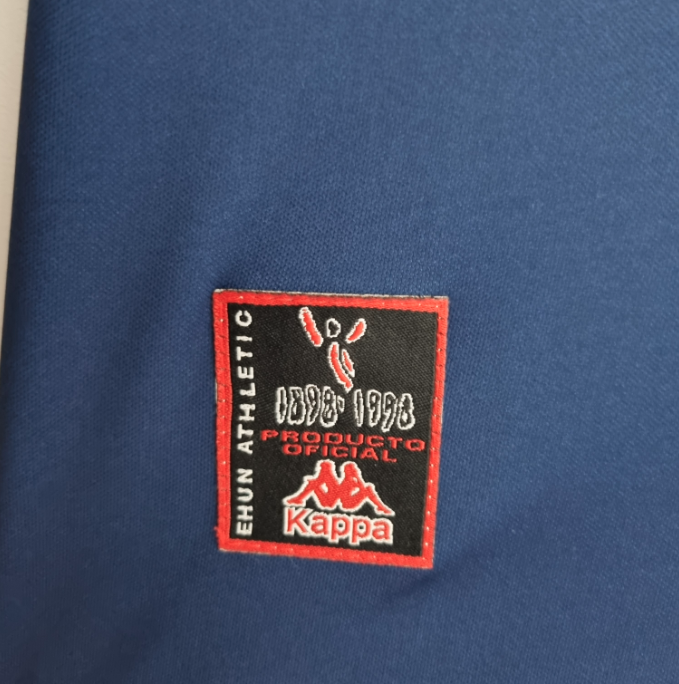 EHUN ATHLETIC
1898·1998
PRODUCTO
OFICIAL
Kappa